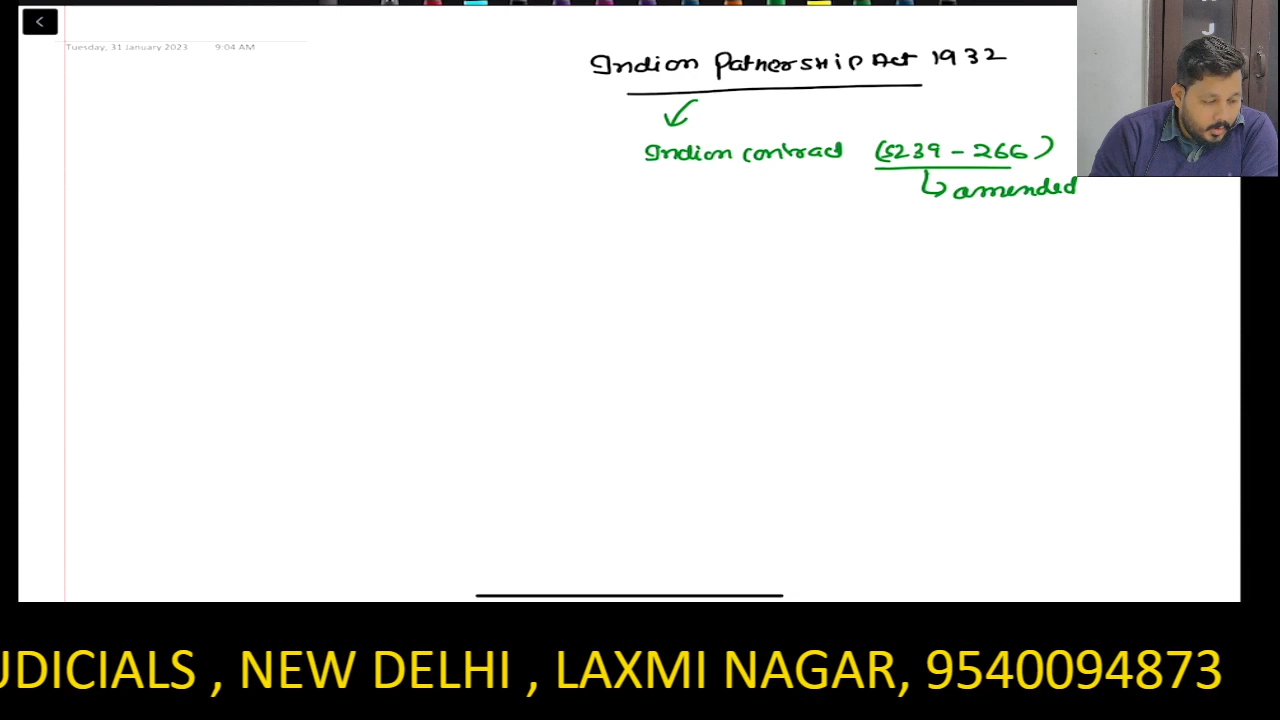 Tuesday, 31 January 2023 9:04 AM
Indian Patnership Act 1932
Indian contract (S239 - 266)
amended
UDICIALS , NEW DELHI , LAXMI NAGAR, 9540094873